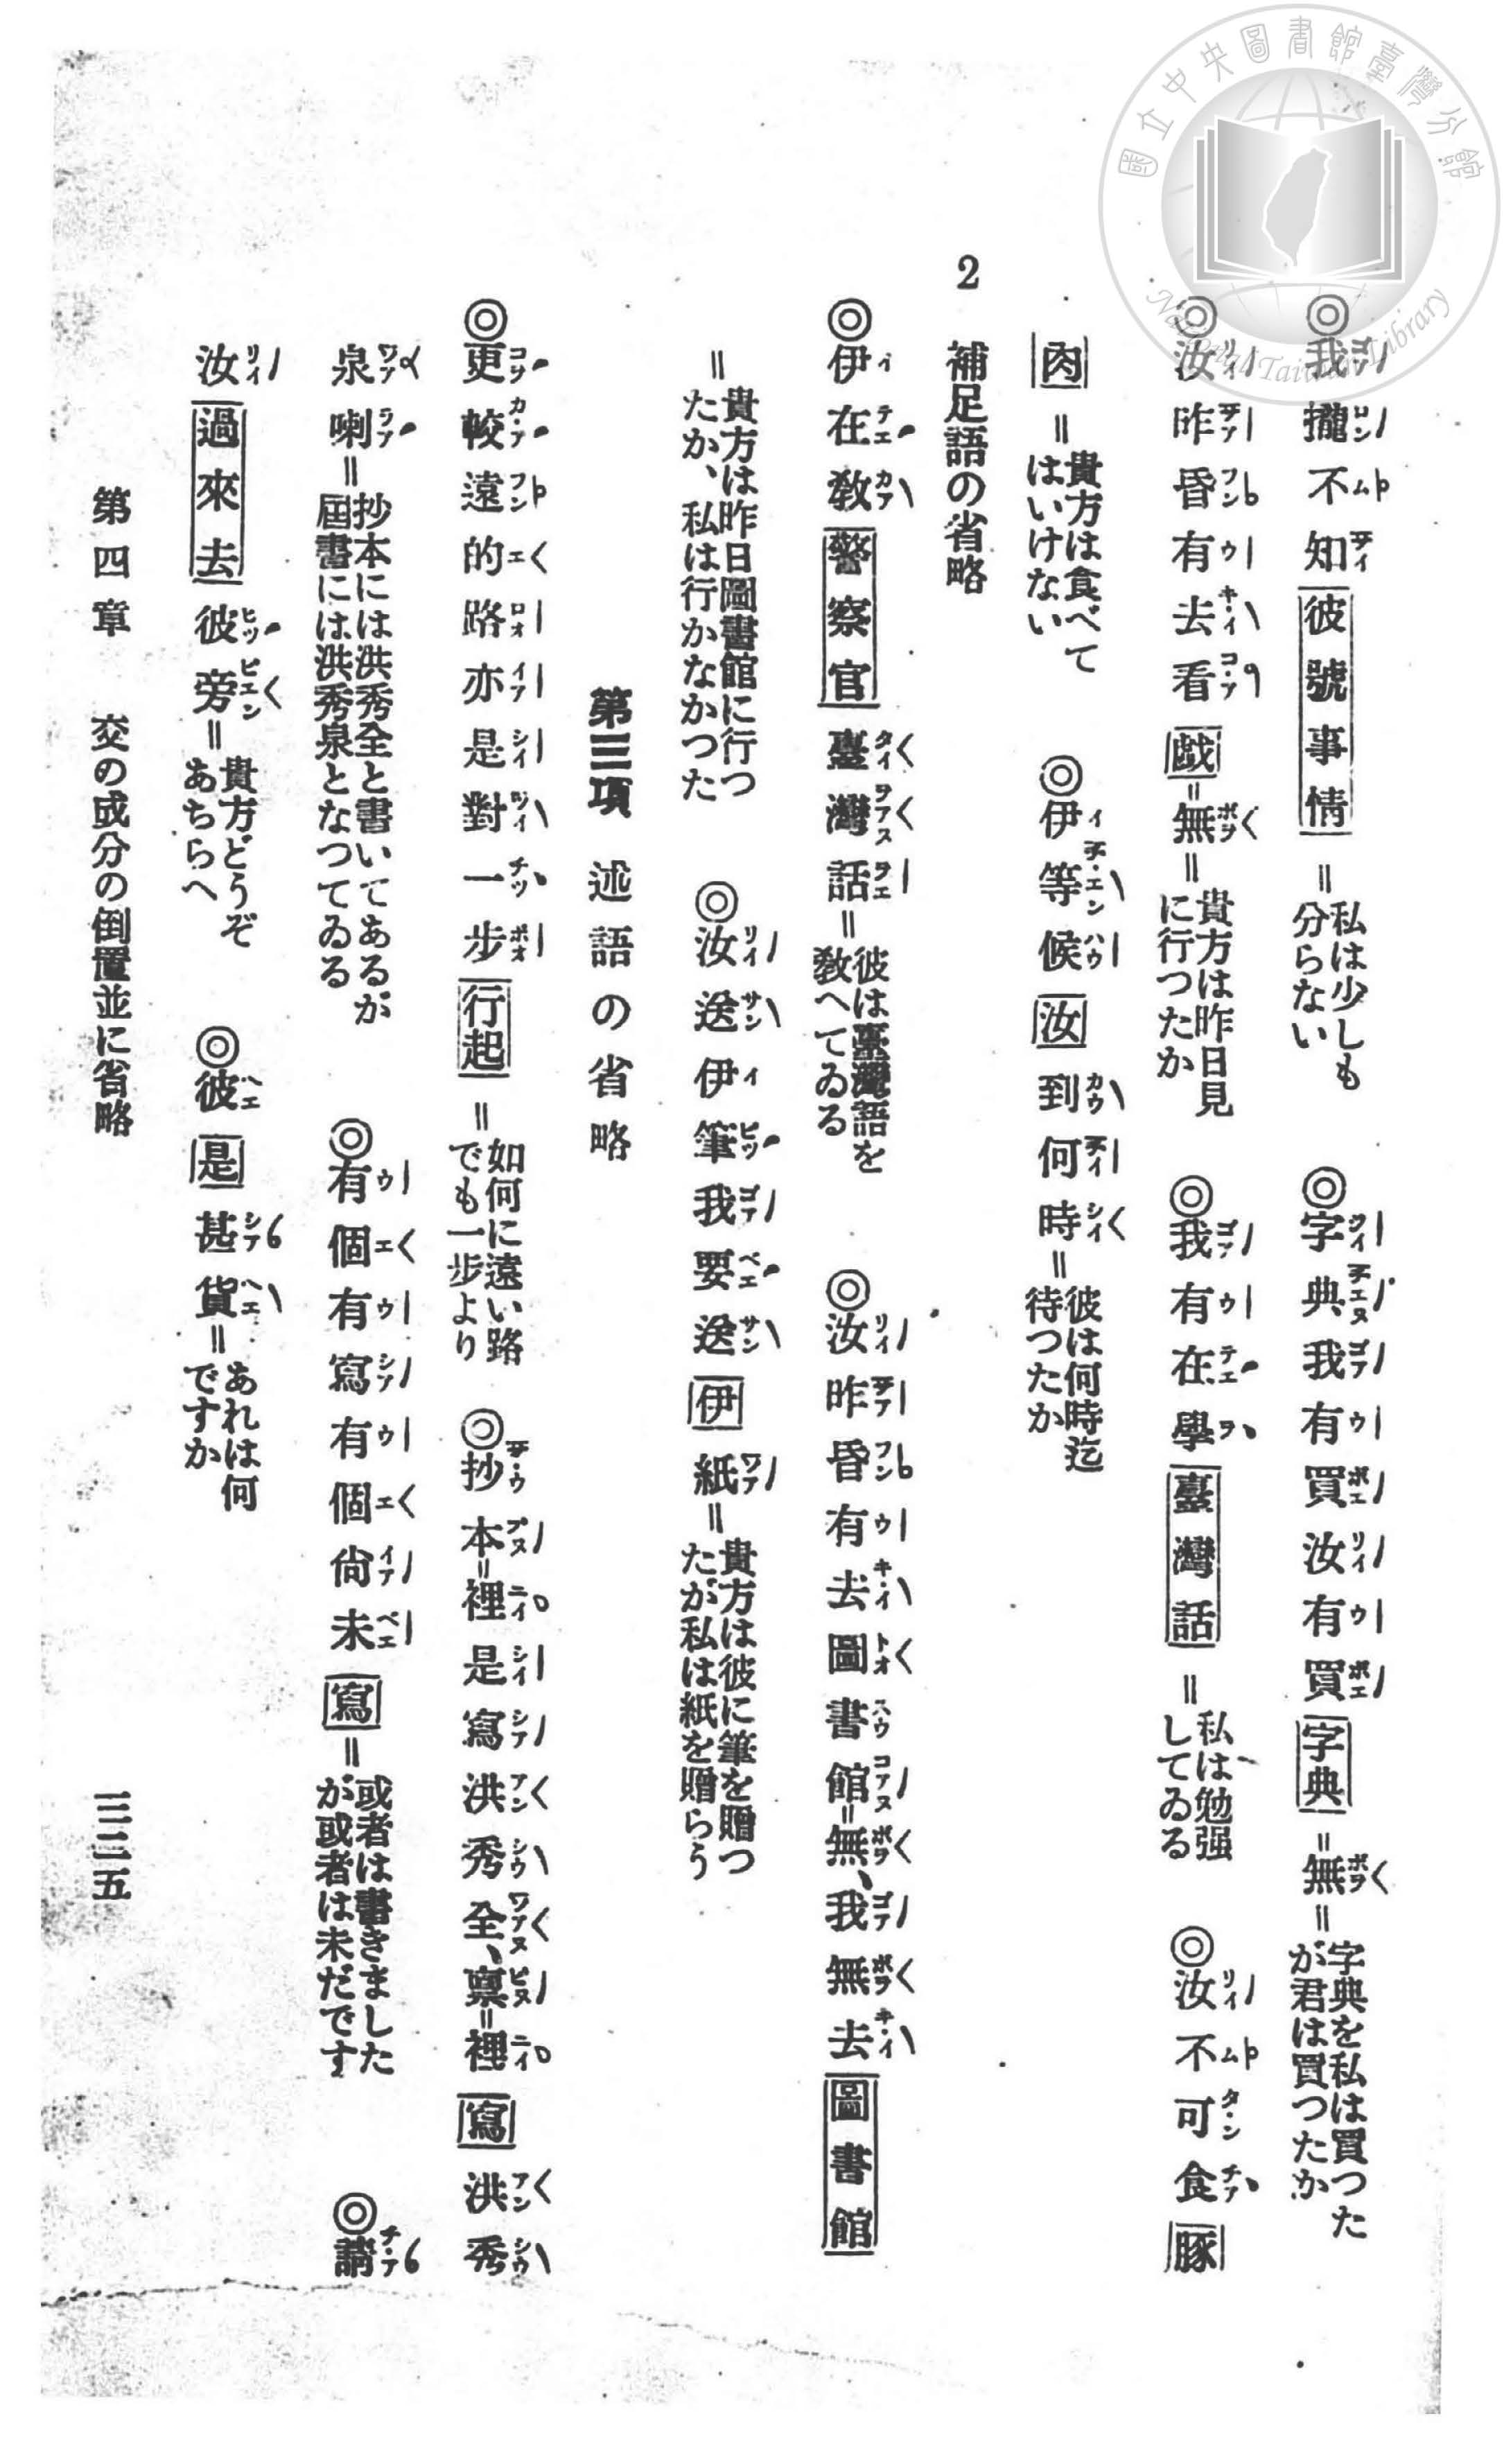 ◎我攏不知彼號事情＝私は少しも分らない　◎字典我有買汝有買字典＝無＝字典を私は買つたが君は買つたか
◎汝昨昏有去看戯＝無＝貴方は昨日見に行つたか　◎我有在學臺灣話＝私は勉强してゐる　◎汝不可食豚
肉＝貴方は食べてはいけない　◎伊等候汝到何時＝彼は何時迄待つたか
2　補足語の省略
◎伊在教警察官臺灣話＝彼は臺灣語を教へてゐる　◎汝昨昏有去圖書館＝無、我無去圖書館
＝貴方は昨日圖書館に行つたか、私は行かなかつた　◎汝送伊筆我要送伊紙＝貴方は彼に筆を贈つたが私は紙を贈らう
第三項　述語の省略
◎更較遠的路亦是對一步行起＝如何に遠い路でも一步より　◎抄本＝裡是寫洪秀全、稟＝裡寫洪秀
泉喇＝抄本には洪秀全と書いてあるが屆書には洪秀泉となつてゐる　◎有個有寫有個尙未寫＝或者は書きましたが或者は未だです　◎請
汝過來去彼旁＝貴方どうぞあちらへ　◎彼是甚貨＝あれは何ですか
第四章　文の成分の倒置並に省略
三三五
國立中央圖書館臺灣分館
National Taiwan Library